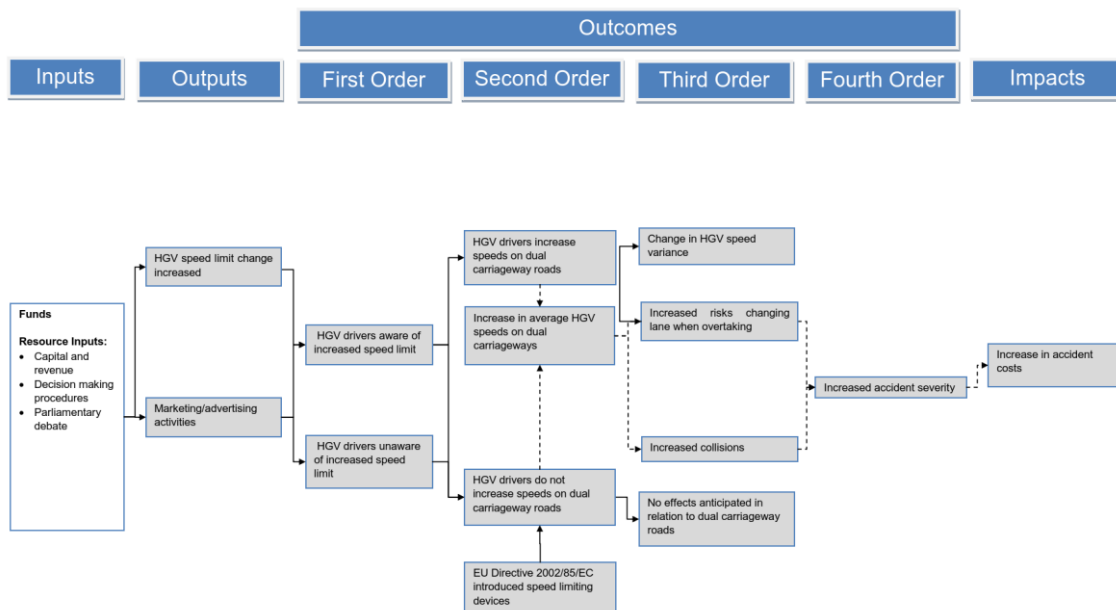 Outcomes
Inputs
Outputs
First Order
Second Order
Third Order
Fourth Order
Impacts
Funds
Resource Inputs:
• Capital and
revenue
• Decision making
procedures
• Parliamentary
debate
HGV speed limit change
increased
Marketing/advertising
activities
HGV drivers aware of
increased speed limit
HGV drivers unaware
of increased speed
limit
HGV drivers increase
speeds on dual
carriageway roads
Increase in average HGV
speeds on dual
carriageways
HGV drivers do not
increase speeds on dual
carriageway roads
EU Directive 2002/85/EC
introduced speed limiting
devices
Change in HGV speed
variance
Increased risks changing
lane when overtaking
Increased collisions
No effects anticipated in
relation to dual carriageway
roads
Increased accident severity
Increase in accident
costs